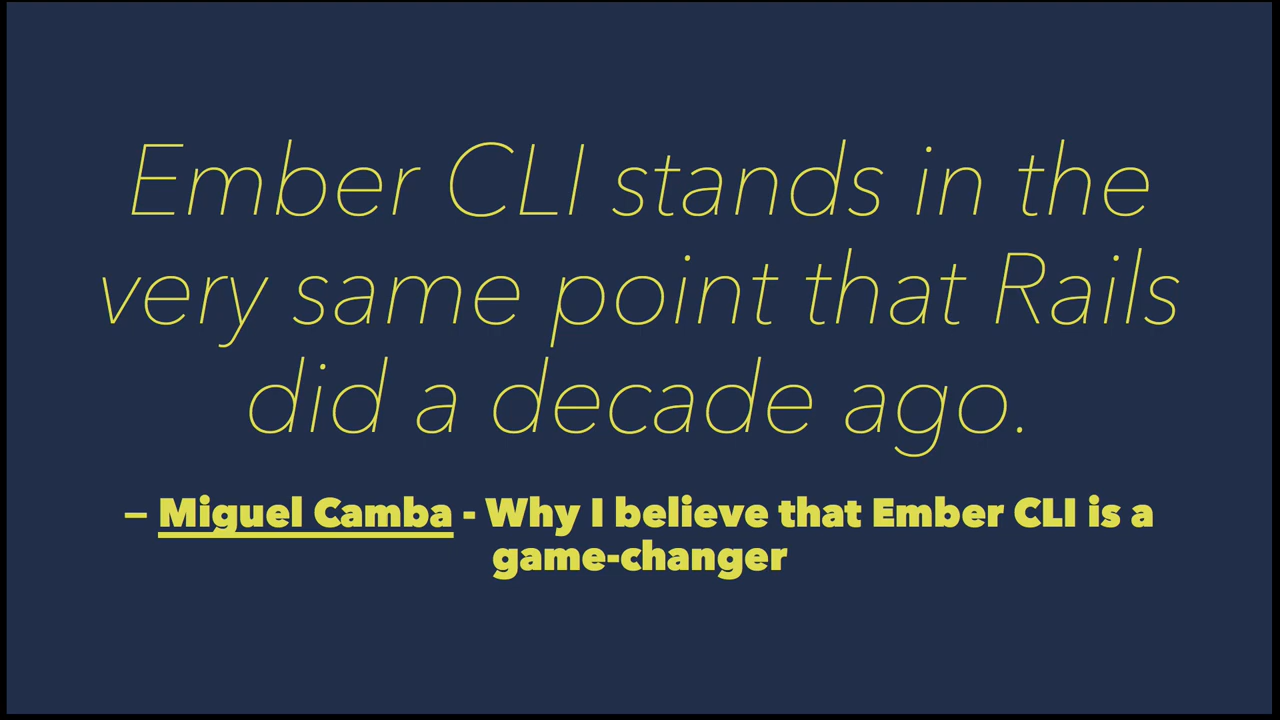 Ember CLI stands in the
very same point that Rails
did a decade ago.
– Miguel Camba - Why I believe that Ember CLI is a
game-changer